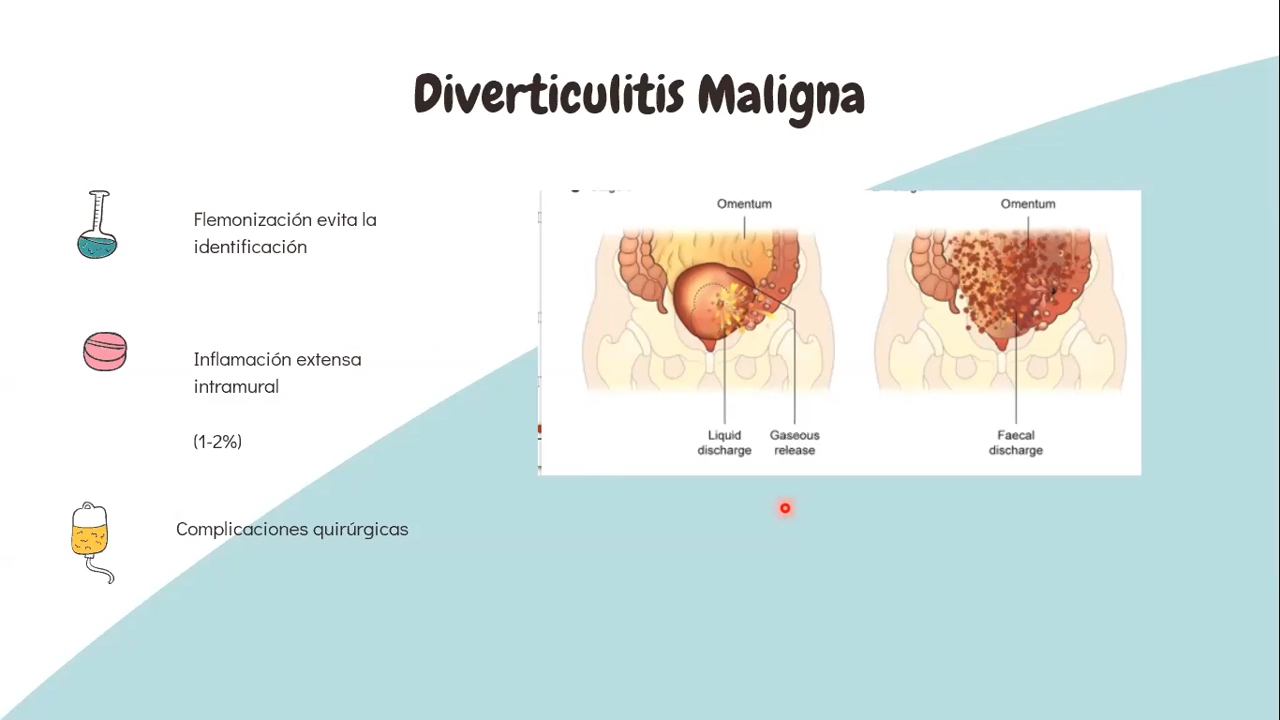 Diverticulitis Maligna
Flemonización evita la
identificación
Inflamación extensa
intramural
(1-2%)
Complicaciones quirúrgicas
Omentum
Omentum
Liquid
discharge
Gaseous
release
Faecal
discharge